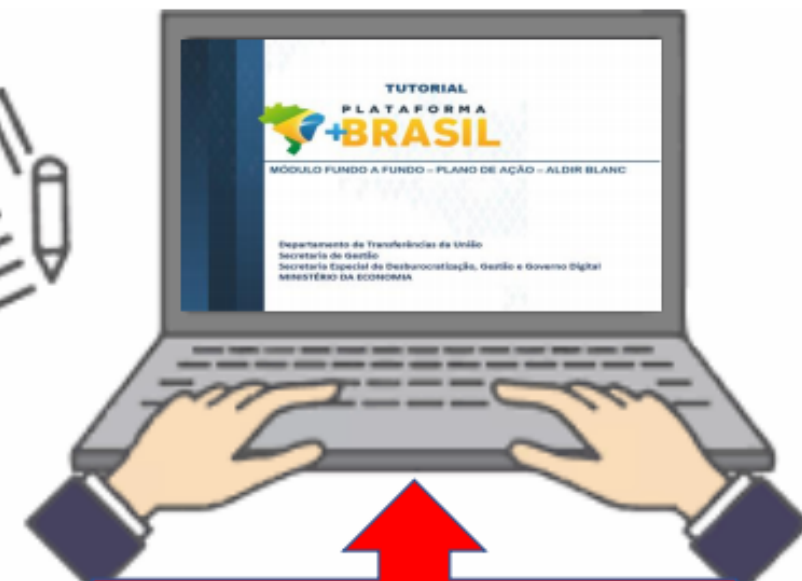 TUTORIAL
PLATAFORMA
+BRASIL
MÓDULO FUNDO A FUNDO – PLANO DE AÇÃO – ALDIR BLANC
Departamento de Transferências da União
Secretaria de Gestão
Secretaria Especial de Desburocratização, Gestão e Governo Digital
MINISTÉRIO DA ECONOMIA